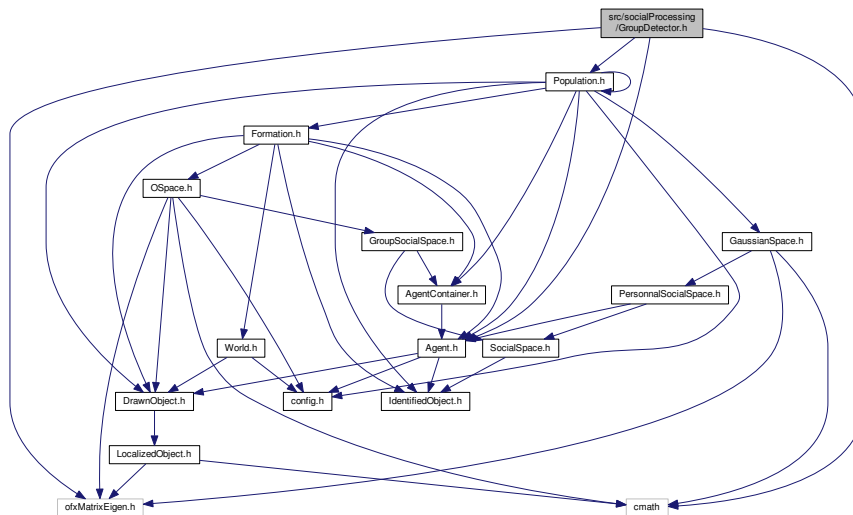 src/socialProcessing
/GroupDetector.h
Population.h
Formation.h
OSpace.h
GroupSocialSpace.h
GaussianSpace.h
AgentContainer.h
PersonnalSocialSpace.h
World.h
Agent.h
SocialSpace.h
DrawnObject.h
config.h
IdentifiedObject.h
LocalizedObject.h
ofxMatrixEigen.h
cmath